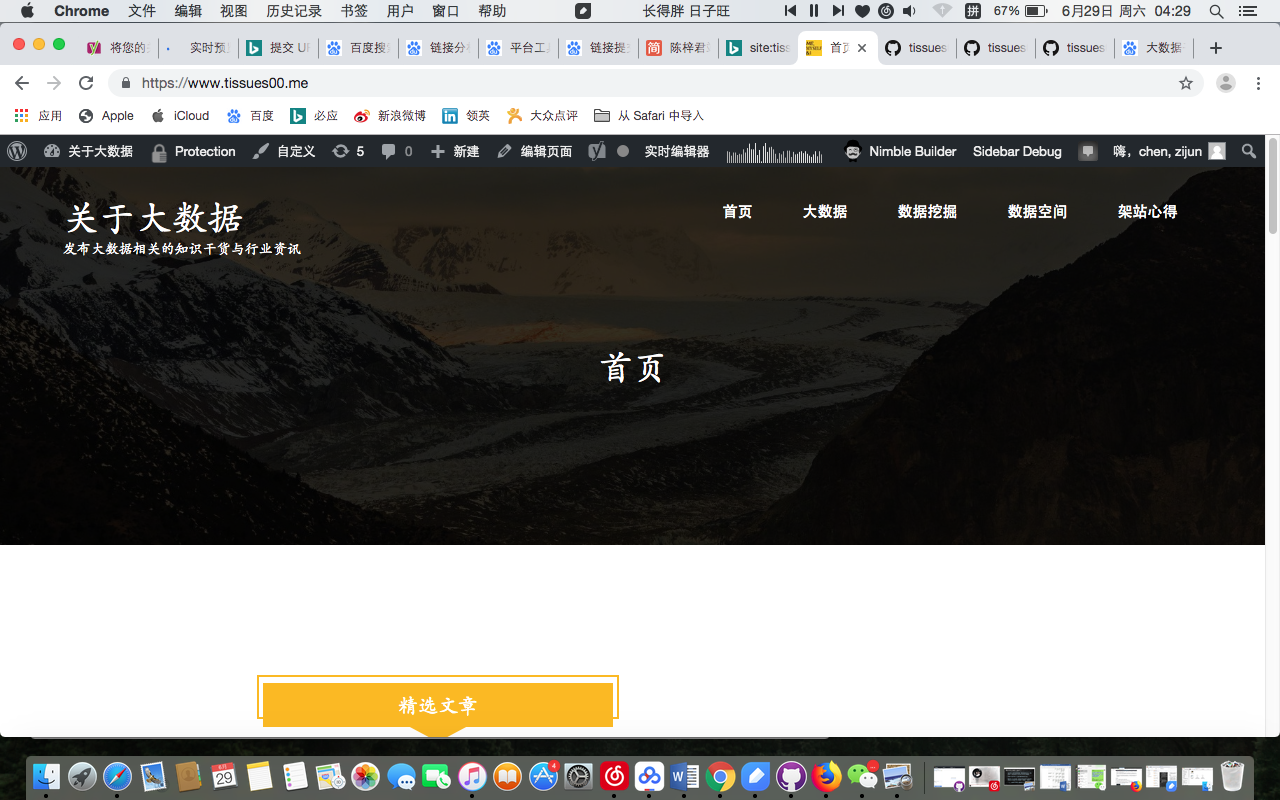 Chrome 文件 编辑 视图 历史记录 书签 用户 窗口 帮助 长得胖 日子旺 拼 67% 6月29日 周六 04:29
将您的 实时预 提交 U 百度搜 链接分 平台工 链接提 简 陈梓君 site:tiss 首页 tissues tissues tissues 大数据
https://www.tissues00.me
应用 Apple iCloud 百度 必应 新浪微博 领英 大众点评 从 Safari 中导入
关于大数据 Protection 自定义 5 0 新建 编辑页面 实时编辑器 Nimble Builder Sidebar Debug 嗨，chen, zijun
关于大数据
发布大数据相关的知识干货与行业资讯
首页 大数据 数据挖掘 数据空间 架站心得
首页
精选文章